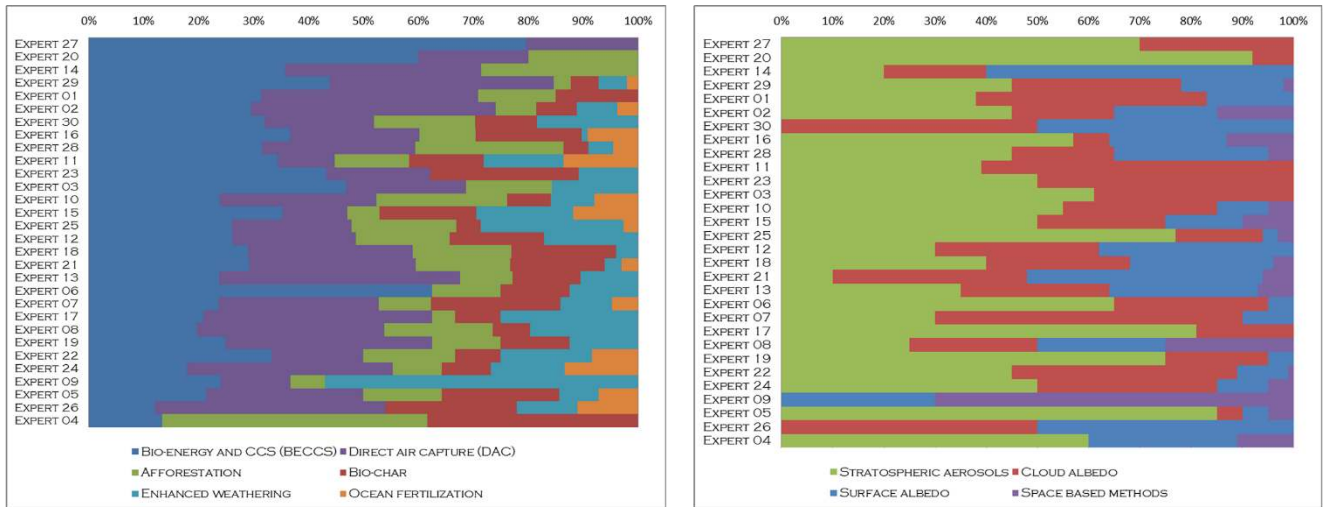 0% 10% 20% 30% 40% 50% 60% 70% 80% 90% 100%
EXPERT 27
EXPERT 20
EXPERT 14
EXPERT 29
EXPERT 01
EXPERT 02
EXPERT 30
EXPERT 16
EXPERT 28
EXPERT 11
EXPERT 23
EXPERT 03
EXPERT 10
EXPERT 15
EXPERT 25
EXPERT 12
EXPERT 18
EXPERT 21
EXPERT 13
EXPERT 06
EXPERT 07
EXPERT 17
EXPERT 08
EXPERT 19
EXPERT 22
EXPERT 24
EXPERT 09
EXPERT 05
EXPERT 26
EXPERT 04
BIO-ENERGY AND CCS (BECCS) DIRECT AIR CAPTURE (DAC)
AFFORESTATION BIO-CHAR
ENHANCED WEATHERING OCEAN FERTILIZATION
0% 10% 20% 30% 40% 50% 60% 70% 80% 90% 100%
EXPERT 27
EXPERT 20
EXPERT 14
EXPERT 29
EXPERT 01
EXPERT 02
EXPERT 30
EXPERT 16
EXPERT 28
EXPERT 11
EXPERT 23
EXPERT 03
EXPERT 10
EXPERT 15
EXPERT 25
EXPERT 12
EXPERT 18
EXPERT 21
EXPERT 13
EXPERT 06
EXPERT 07
EXPERT 17
EXPERT 08
EXPERT 19
EXPERT 22
EXPERT 24
EXPERT 09
EXPERT 05
EXPERT 26
EXPERT 04
STRATOSPHERIC AEROSOLS CLOUD ALBEDO
SURFACE ALBEDO SPACE BASED METHODS